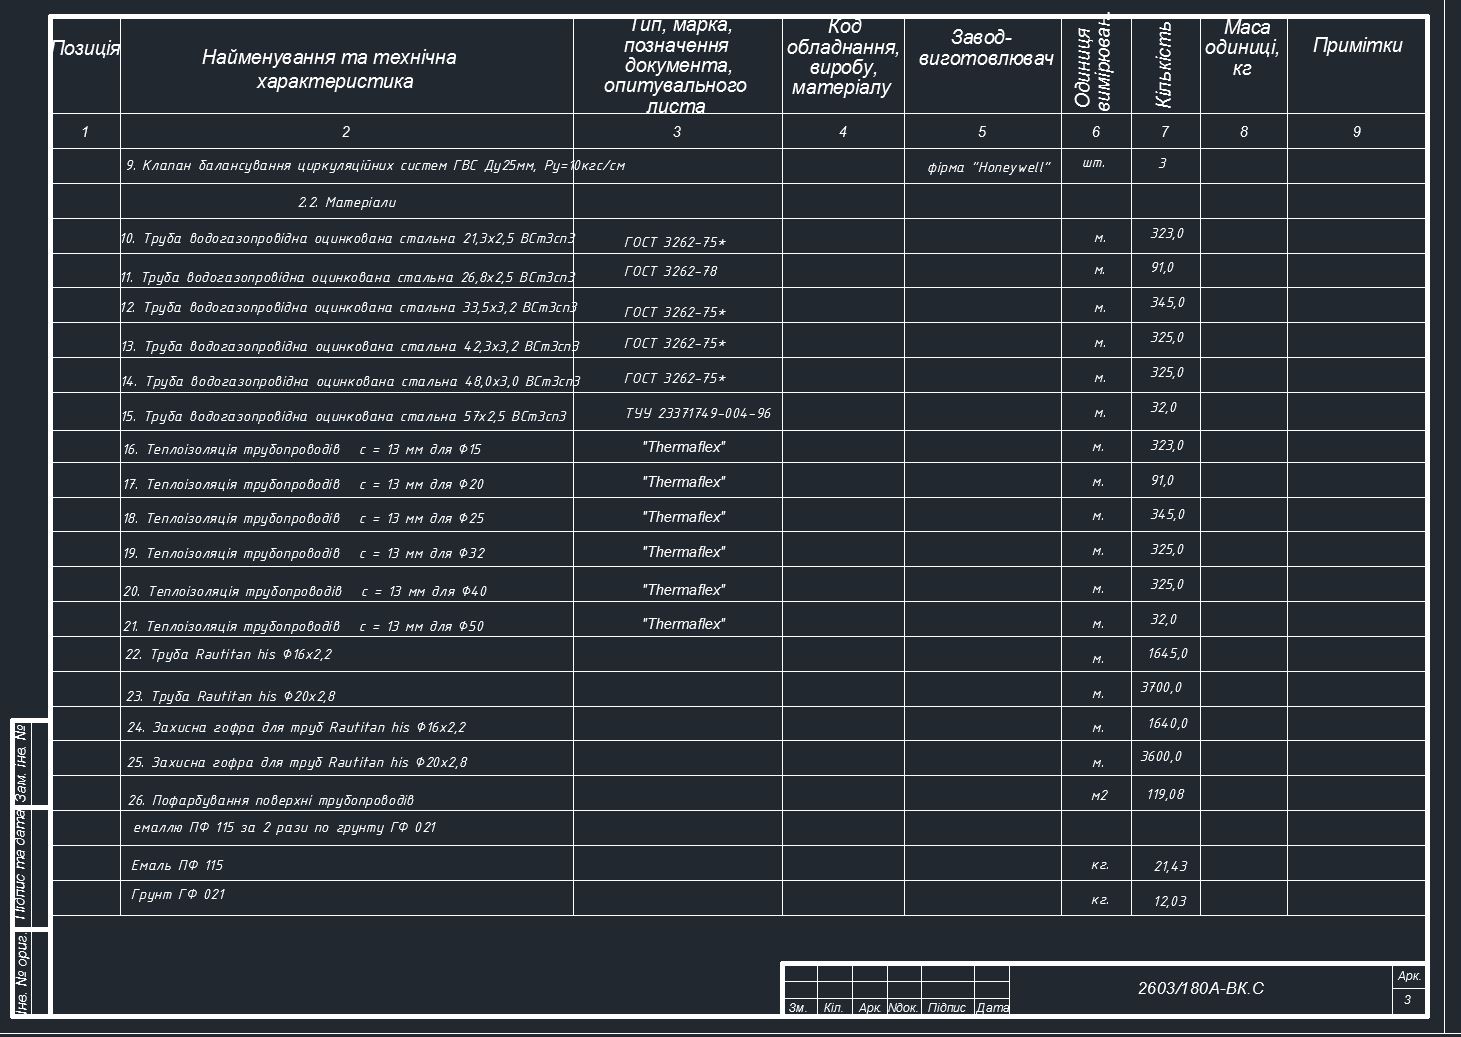 Позиція
Найменування та технічна
характеристика
Тип, марка,
позначення
документа,
опитувального
листа
Код
обладнання,
виробу,
матеріалу
Завод-
виготовлювач
Одиниця
вимірюван.
Кількість
Маса
одиниці,
кг
Примітки
1 2 3 4 5 6 7 8 9
9. Клапан балансування циркуляційних систем ГВС Ду25мм, Ру=10кгс/см фірма "Honeywell" шт. 3
2.2. Матеріали
10. Труба водогазопровідна оцинкована стальна 21,3х2,5 ВСт3сп3 ГОСТ 3262-75* м. 323,0
11. Труба водогазопровідна оцинкована стальна 26,8х2,5 ВСт3сп3 ГОСТ 3262-78 м. 91,0
12. Труба водогазопровідна оцинкована стальна 33,5х3,2 ВСт3сп3 ГОСТ 3262-75* м. 345,0
13. Труба водогазопровідна оцинкована стальна 42,3х3,2 ВСт3сп3 ГОСТ 3262-75* м. 325,0
14. Труба водогазопровідна оцинкована стальна 48,0х3,0 ВСт3сп3 ГОСТ 3262-75* м. 325,0
15. Труба водогазопровідна оцинкована стальна 57х2,5 ВСт3сп3 ТУУ 23371749-004-96 м. 32,0
16. Теплоізоляція трубопроводів с = 13 мм для Ф15 "Thermaflex" м. 323,0
17. Теплоізоляція трубопроводів с = 13 мм для Ф20 "Thermaflex" м. 91,0
18. Теплоізоляція трубопроводів с = 13 мм для Ф25 "Thermaflex" м. 345,0
19. Теплоізоляція трубопроводів с = 13 мм для Ф32 "Thermaflex" м. 325,0
20. Теплоізоляція трубопроводів с = 13 мм для Ф40 "Thermaflex" м. 325,0
21. Теплоізоляція трубопроводів с = 13 мм для Ф50 "Thermaflex" м. 32,0
22. Труба Rautitan his Ф16х2,2 м. 1645,0
23. Труба Rautitan his Ф20х2,8 м. 3700,0
24. Захисна гофра для труб Rautitan his Ф16х2,2 м. 1640,0
25. Захисна гофра для труб Rautitan his Ф20х2,8 м. 3600,0
26. Пофарбування поверхні трубопроводів м2 119,08
емаллю ПФ 115 за 2 рази по грунту ГФ 021
Емаль ПФ 115 кг. 21,43
Грунт ГФ 021 кг. 12,03
Зам. інв. №
Підпис та дата
Інв. № ориг.
Зм. Кіл. Арк. №док. Підпис Дата
2603/180А-ВК.С
Арк.
3